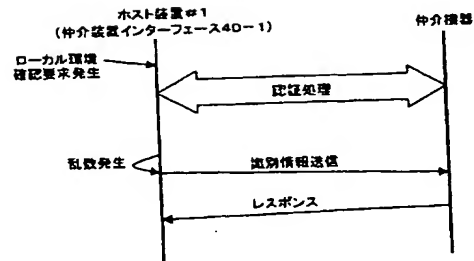 ホスト装置#1
(仲介装置インターフェース40-1)
仲介機器
ローカル環境
確認要求発生
認証処理
乱数発生
識別情報送信
レスポンス